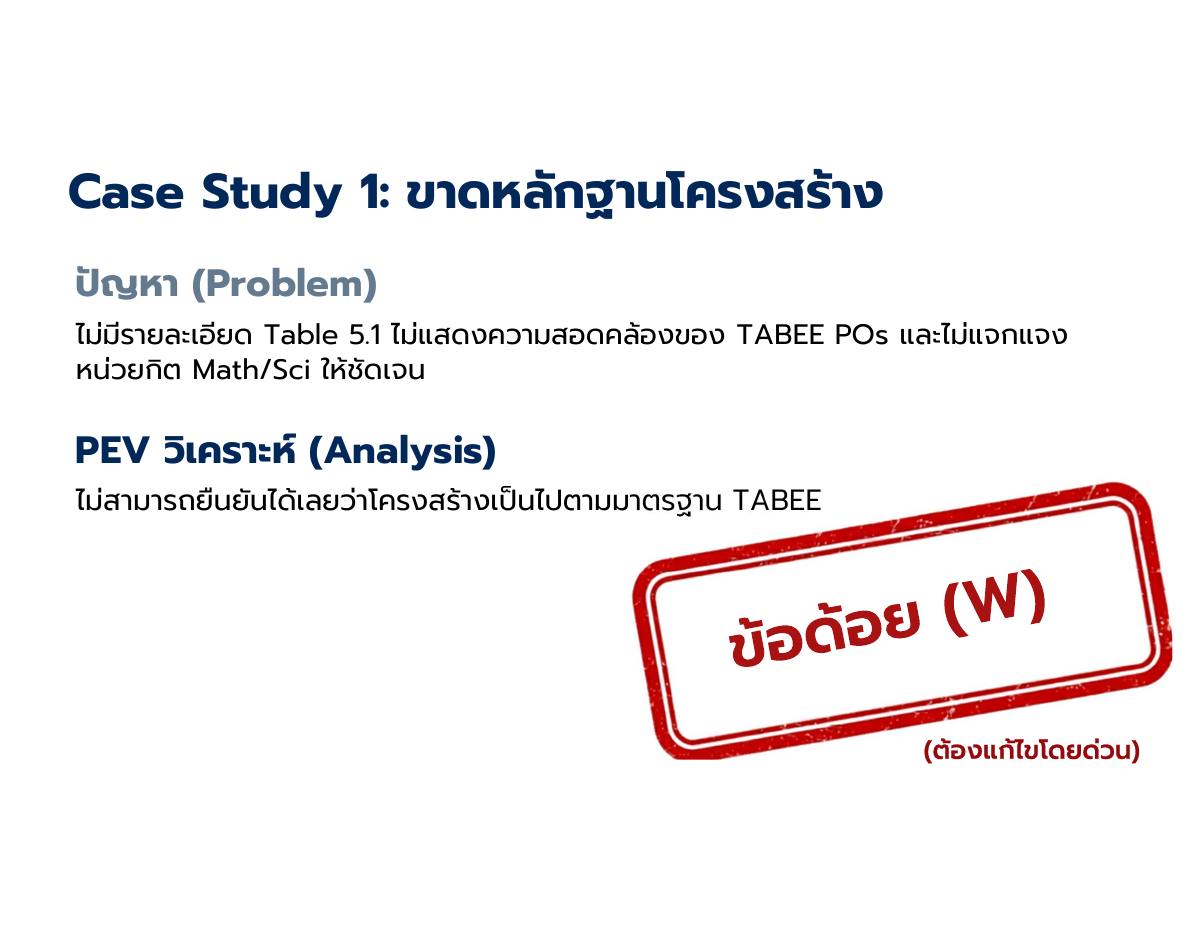 Case Study 1: ขาดหลักฐานโครงสร้าง
ปัญหา (Problem)
ไม่มีรายละเอียด Table 5.1 ไม่แสดงความสอดคล้องของ TABEE POs และไม่แจกแจง
หน่วยกิต Math/Sci ให้ชัดเจน
PEV วิเคราะห์ (Analysis)
ไม่สามารถยืนยันได้เลยว่าโครงสร้างเป็นไปตามมาตรฐาน TABEE
ข้อด้อย (W)
(ต้องแก้ไขโดยด่วน)